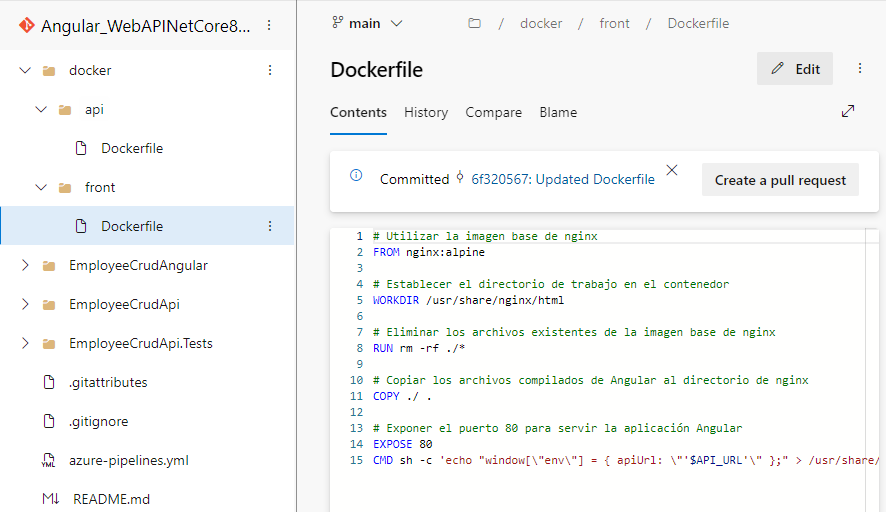 Angular_WebAPINetCore8...
docker
api
Dockerfile
front
Dockerfile
EmployeeCrudAngular
EmployeeCrudApi
EmployeeCrudApi.Tests
.gitattributes
.gitignore
YML azure-pipelines.yml
M↓ README.md
main
/ docker / front / Dockerfile
Dockerfile
Edit
Contents History Compare Blame
Committed 6f320567: Updated Dockerfile
Create a pull request
1 # Utilizar la imagen base de nginx
2 FROM nginx:alpine
3
4 # Establecer el directorio de trabajo en el contenedor
5 WORKDIR /usr/share/nginx/html
6
7 # Eliminar los archivos existentes de la imagen base de nginx
8 RUN rm -rf ./*
9
10 # Copiar los archivos compilados de Angular al directorio de nginx
11 COPY ./ .
12
13 # Exponer el puerto 80 para servir la aplicación Angular
14 EXPOSE 80
15 CMD sh -c 'echo "window[\"env\"] = { apiUrl: \"'$API_URL'\" };" > /usr/share/